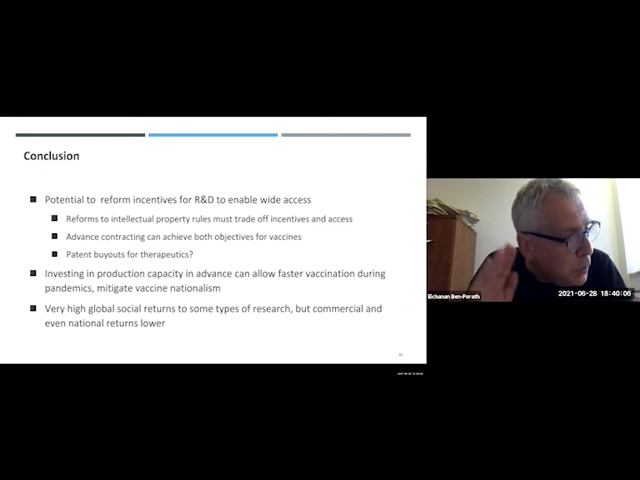 Conclusion
Potential to reform incentives for R&D to enable wide access
Reforms to intellectual property rules must trade off incentives and access
Advance contracting can achieve both objectives for vaccines
Patent buyouts for therapeutics?
Investing in production capacity in advance can allow faster vaccination during
pandemics, mitigate vaccine nationalism
Very high global social returns to some types of research, but commercial and
even national returns lower
Elchanan Ben-Porath
2021-06-28 18:40:06